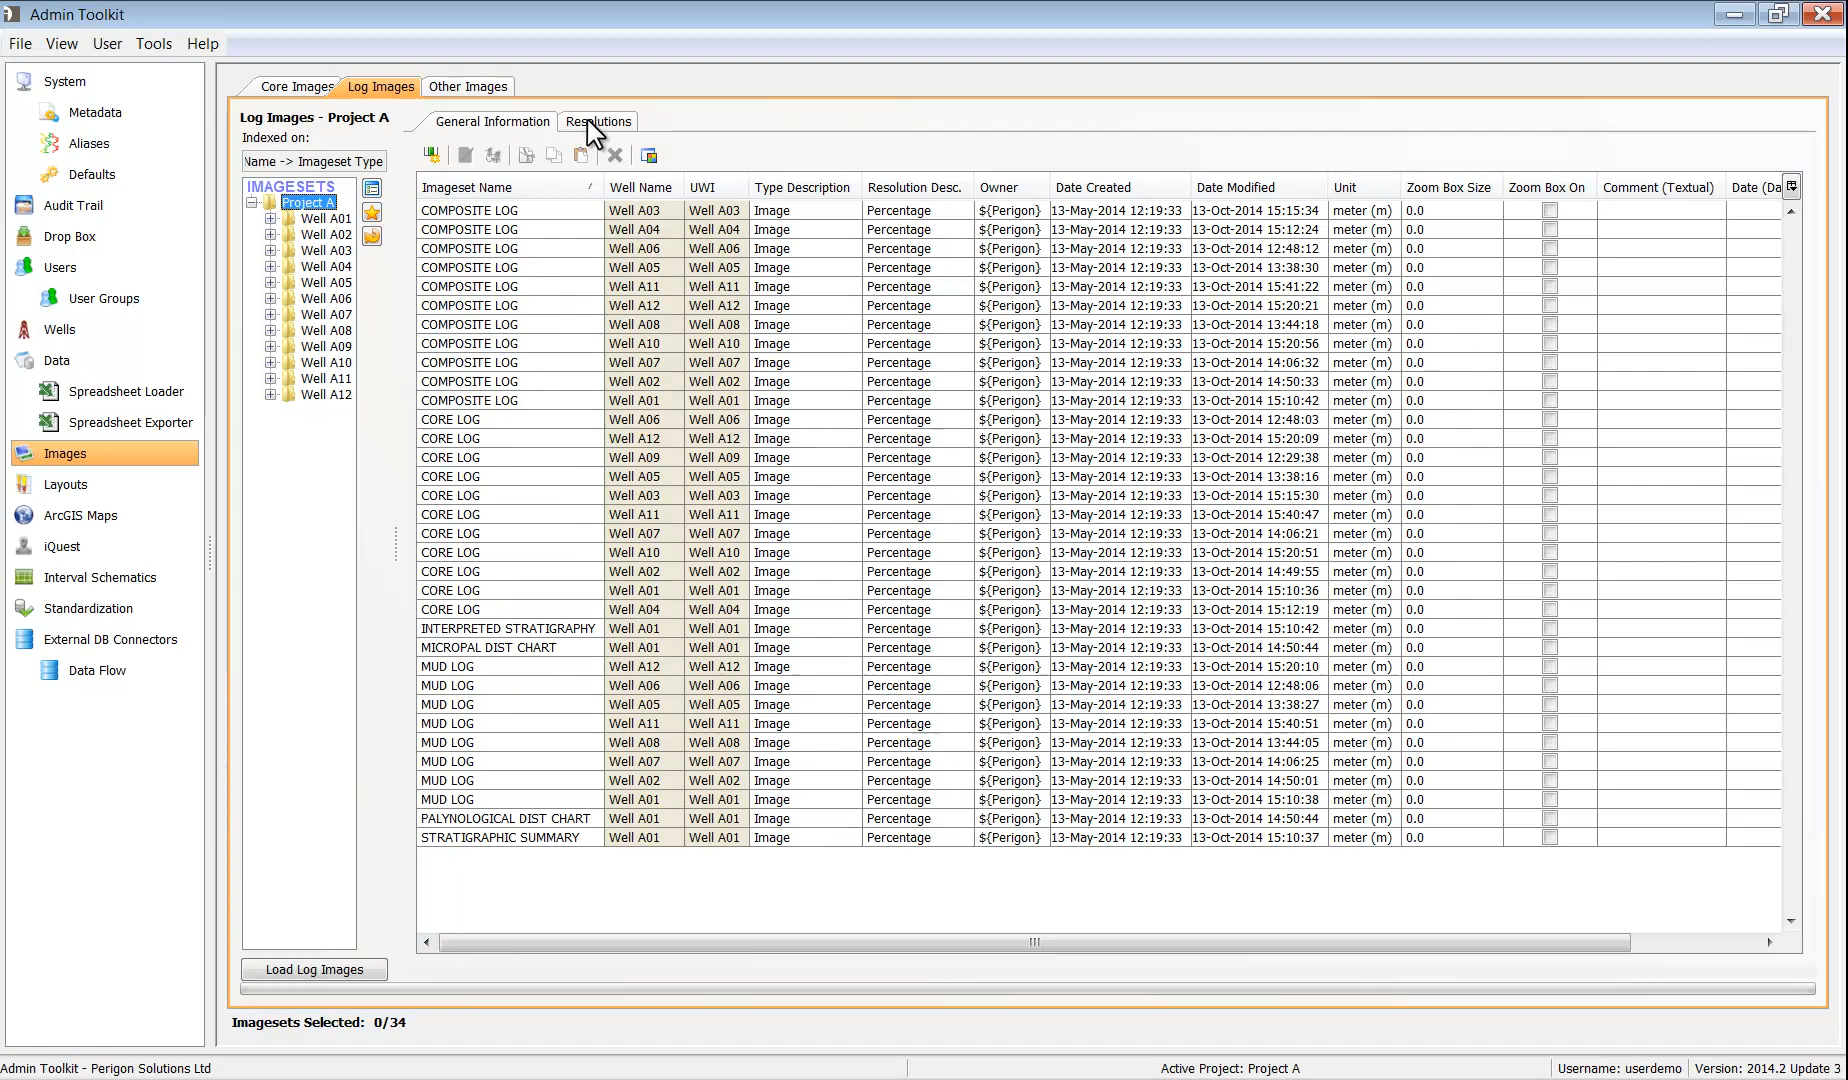 Admin Toolkit
File View User Tools Help
System
Metadata
Aliases
Defaults
Audit Trail
Drop Box
Users
User Groups
Wells
Data
Spreadsheet Loader
Spreadsheet Exporter
Images
Layouts
ArcGIS Maps
iQuest
Interval Schematics
Standardization
External DB Connectors
Data Flow
Core Images Log Images Other Images
Log Images - Project A
Indexed on:
Name -> Imageset Type
IMAGESETS
Project A
Well A01
Well A02
Well A03
Well A04
Well A05
Well A06
Well A07
Well A08
Well A09
Well A10
Well A11
Well A12
Load Log Images
General Information Resolutions
Imageset Name Well Name UWI Type Description Resolution Desc. Owner Date Created Date Modified Unit Zoom Box Size Zoom Box On Comment (Textual) Date (Da
COMPOSITE LOG Well A03 Well A03 Image Percentage ${Perigon} 13-May-2014 12:19:33 13-Oct-2014 15:15:34 meter (m) 0.0
COMPOSITE LOG Well A04 Well A04 Image Percentage ${Perigon} 13-May-2014 12:19:33 13-Oct-2014 15:12:24 meter (m) 0.0
COMPOSITE LOG Well A06 Well A06 Image Percentage ${Perigon} 13-May-2014 12:19:33 13-Oct-2014 12:48:12 meter (m) 0.0
COMPOSITE LOG Well A05 Well A05 Image Percentage ${Perigon} 13-May-2014 12:19:33 13-Oct-2014 13:38:30 meter (m) 0.0
COMPOSITE LOG Well A11 Well A11 Image Percentage ${Perigon} 13-May-2014 12:19:33 13-Oct-2014 15:41:22 meter (m) 0.0
COMPOSITE LOG Well A12 Well A12 Image Percentage ${Perigon} 13-May-2014 12:19:33 13-Oct-2014 15:20:21 meter (m) 0.0
COMPOSITE LOG Well A08 Well A08 Image Percentage ${Perigon} 13-May-2014 12:19:33 13-Oct-2014 13:44:18 meter (m) 0.0
COMPOSITE LOG Well A10 Well A10 Image Percentage ${Perigon} 13-May-2014 12:19:33 13-Oct-2014 15:20:56 meter (m) 0.0
COMPOSITE LOG Well A07 Well A07 Image Percentage ${Perigon} 13-May-2014 12:19:33 13-Oct-2014 14:06:32 meter (m) 0.0
COMPOSITE LOG Well A02 Well A02 Image Percentage ${Perigon} 13-May-2014 12:19:33 13-Oct-2014 14:50:33 meter (m) 0.0
COMPOSITE LOG Well A01 Well A01 Image Percentage ${Perigon} 13-May-2014 12:19:33 13-Oct-2014 15:10:42 meter (m) 0.0
CORE LOG Well A06 Well A06 Image Percentage ${Perigon} 13-May-2014 12:19:33 13-Oct-2014 12:48:03 meter (m) 0.0
CORE LOG Well A12 Well A12 Image Percentage ${Perigon} 13-May-2014 12:19:33 13-Oct-2014 15:20:09 meter (m) 0.0
CORE LOG Well A09 Well A09 Image Percentage ${Perigon} 13-May-2014 12:19:33 13-Oct-2014 12:29:38 meter (m) 0.0
CORE LOG Well A05 Well A05 Image Percentage ${Perigon} 13-May-2014 12:19:33 13-Oct-2014 13:38:16 meter (m) 0.0
CORE LOG Well A03 Well A03 Image Percentage ${Perigon} 13-May-2014 12:19:33 13-Oct-2014 15:15:30 meter (m) 0.0
CORE LOG Well A11 Well A11 Image Percentage ${Perigon} 13-May-2014 12:19:33 13-Oct-2014 15:40:47 meter (m) 0.0
CORE LOG Well A07 Well A07 Image Percentage ${Perigon} 13-May-2014 12:19:33 13-Oct-2014 14:06:21 meter (m) 0.0
CORE LOG Well A10 Well A10 Image Percentage ${Perigon} 13-May-2014 12:19:33 13-Oct-2014 15:20:51 meter (m) 0.0
CORE LOG Well A02 Well A02 Image Percentage ${Perigon} 13-May-2014 12:19:33 13-Oct-2014 14:49:55 meter (m) 0.0
CORE LOG Well A01 Well A01 Image Percentage ${Perigon} 13-May-2014 12:19:33 13-Oct-2014 15:10:36 meter (m) 0.0
CORE LOG Well A04 Well A04 Image Percentage ${Perigon} 13-May-2014 12:19:33 13-Oct-2014 15:12:19 meter (m) 0.0
INTERPRETED STRATIGRAPHY Well A01 Well A01 Image Percentage ${Perigon} 13-May-2014 12:19:33 13-Oct-2014 15:10:42 meter (m) 0.0
MICROPAL DIST CHART Well A01 Well A01 Image Percentage ${Perigon} 13-May-2014 12:19:33 13-Oct-2014 14:50:44 meter (m) 0.0
MUD LOG Well A12 Well A12 Image Percentage ${Perigon} 13-May-2014 12:19:33 13-Oct-2014 15:20:10 meter (m) 0.0
MUD LOG Well A06 Well A06 Image Percentage ${Perigon} 13-May-2014 12:19:33 13-Oct-2014 12:48:06 meter (m) 0.0
MUD LOG Well A05 Well A05 Image Percentage ${Perigon} 13-May-2014 12:19:33 13-Oct-2014 13:38:27 meter (m) 0.0
MUD LOG Well A11 Well A11 Image Percentage ${Perigon} 13-May-2014 12:19:33 13-Oct-2014 15:40:51 meter (m) 0.0
MUD LOG Well A08 Well A08 Image Percentage ${Perigon} 13-May-2014 12:19:33 13-Oct-2014 13:44:05 meter (m) 0.0
MUD LOG Well A07 Well A07 Image Percentage ${Perigon} 13-May-2014 12:19:33 13-Oct-2014 14:06:25 meter (m) 0.0
MUD LOG Well A02 Well A02 Image Percentage ${Perigon} 13-May-2014 12:19:33 13-Oct-2014 14:50:01 meter (m) 0.0
MUD LOG Well A01 Well A01 Image Percentage ${Perigon} 13-May-2014 12:19:33 13-Oct-2014 15:10:38 meter (m) 0.0
PALYNOLOGICAL DIST CHART Well A01 Well A01 Image Percentage ${Perigon} 13-May-2014 12:19:33 13-Oct-2014 14:50:44 meter (m) 0.0
STRATIGRAPHIC SUMMARY Well A01 Well A01 Image Percentage ${Perigon} 13-May-2014 12:19:33 13-Oct-2014 15:10:37 meter (m) 0.0
Imagesets Selected: 0/34
Admin Toolkit - Perigon Solutions Ltd Active Project: Project A Username: userdemo Version: 2014.2 Update 3